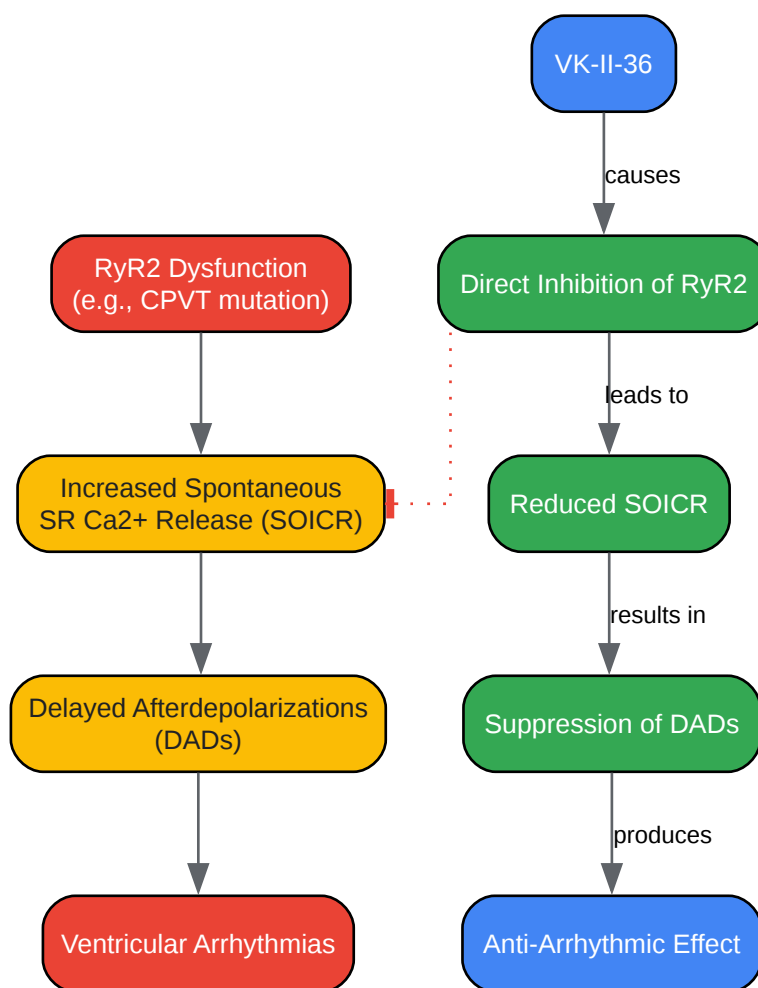 VK-II-36
causes
RyR2 Dysfunction
(e.g., CPVT mutation)
Direct Inhibition of RyR2
leads to
Increased Spontaneous
SR Ca2+ Release (SOICR)
Reduced SOICR
results in
Delayed Afterdepolarizations
(DADs)
Suppression of DADs
produces
Ventricular Arrhythmias
Anti-Arrhythmic Effect